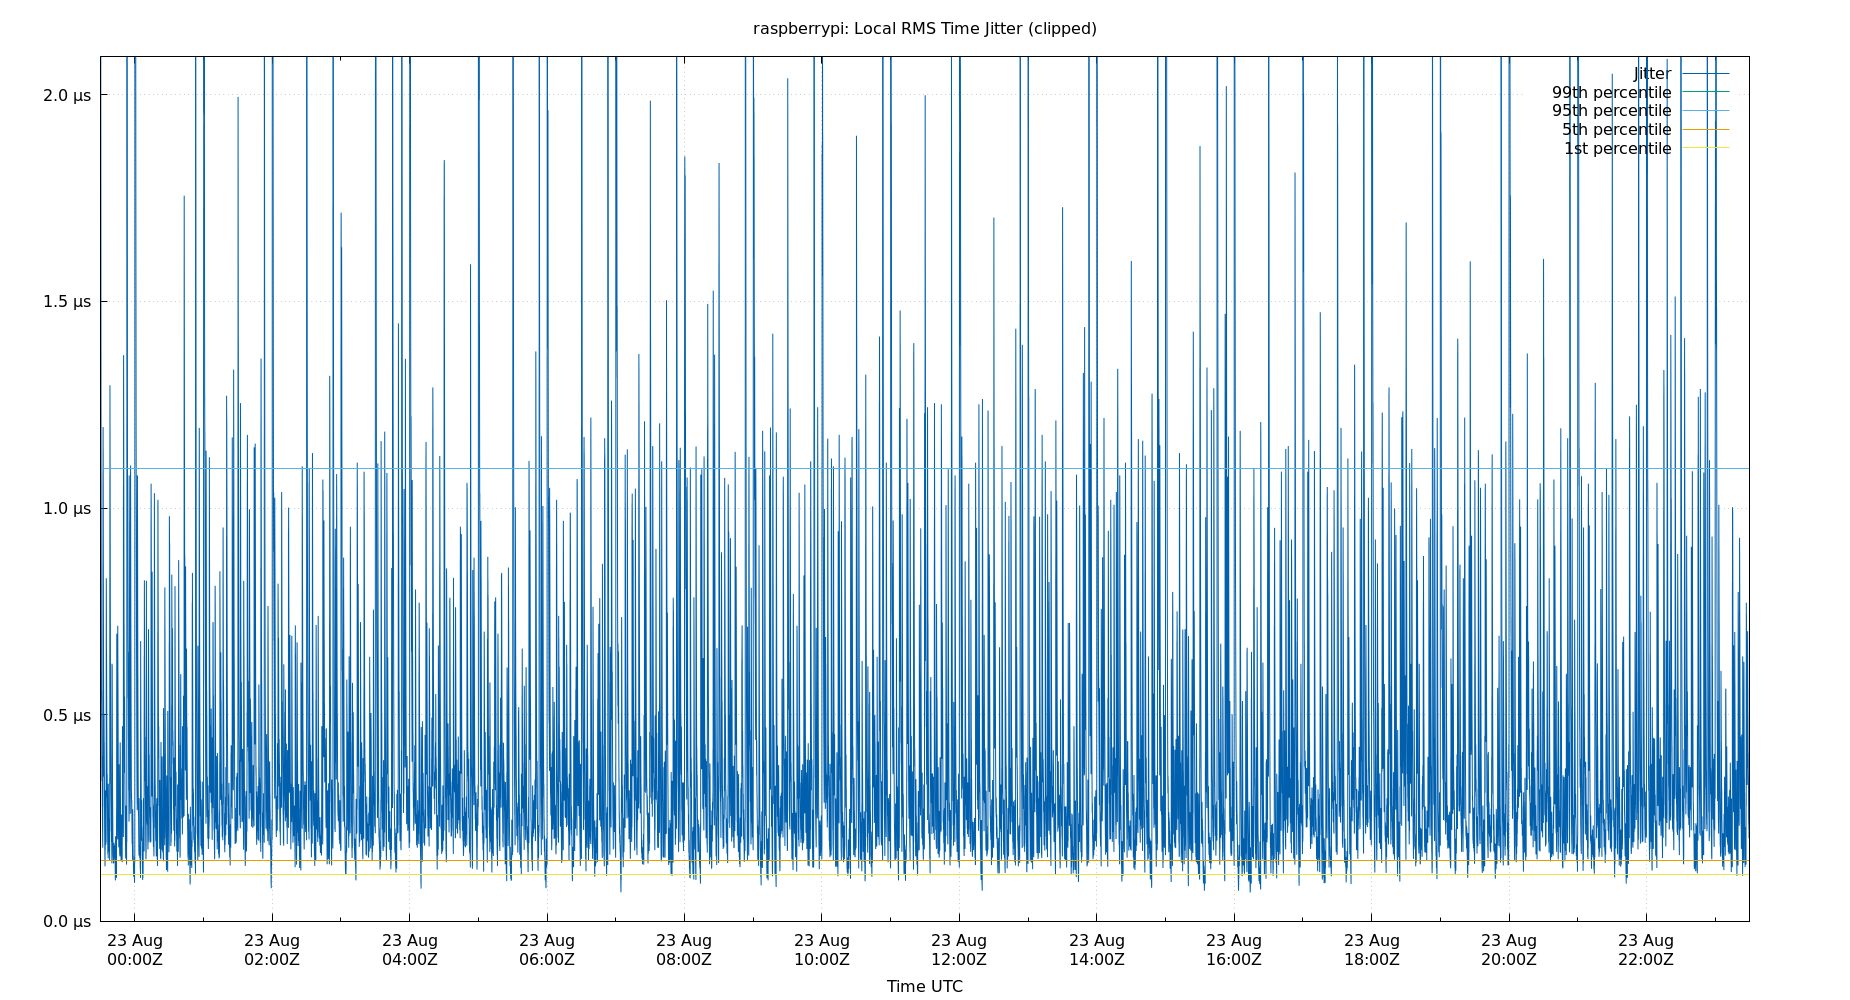 raspberrypi: Local RMS Time Jitter (clipped)
Jitter
99th percentile
95th percentile
5th percentile
1st percentile
2.0 µs
1.5 µs
1.0 µs
0.5 µs
0.0 µs
23 Aug 23 Aug 23 Aug 23 Aug 23 Aug 23 Aug 23 Aug 23 Aug 23 Aug 23 Aug 23 Aug 23 Aug
00:00Z 02:00Z 04:00Z 06:00Z 08:00Z 10:00Z 12:00Z 14:00Z 16:00Z 18:00Z 20:00Z 22:00Z
Time UTC